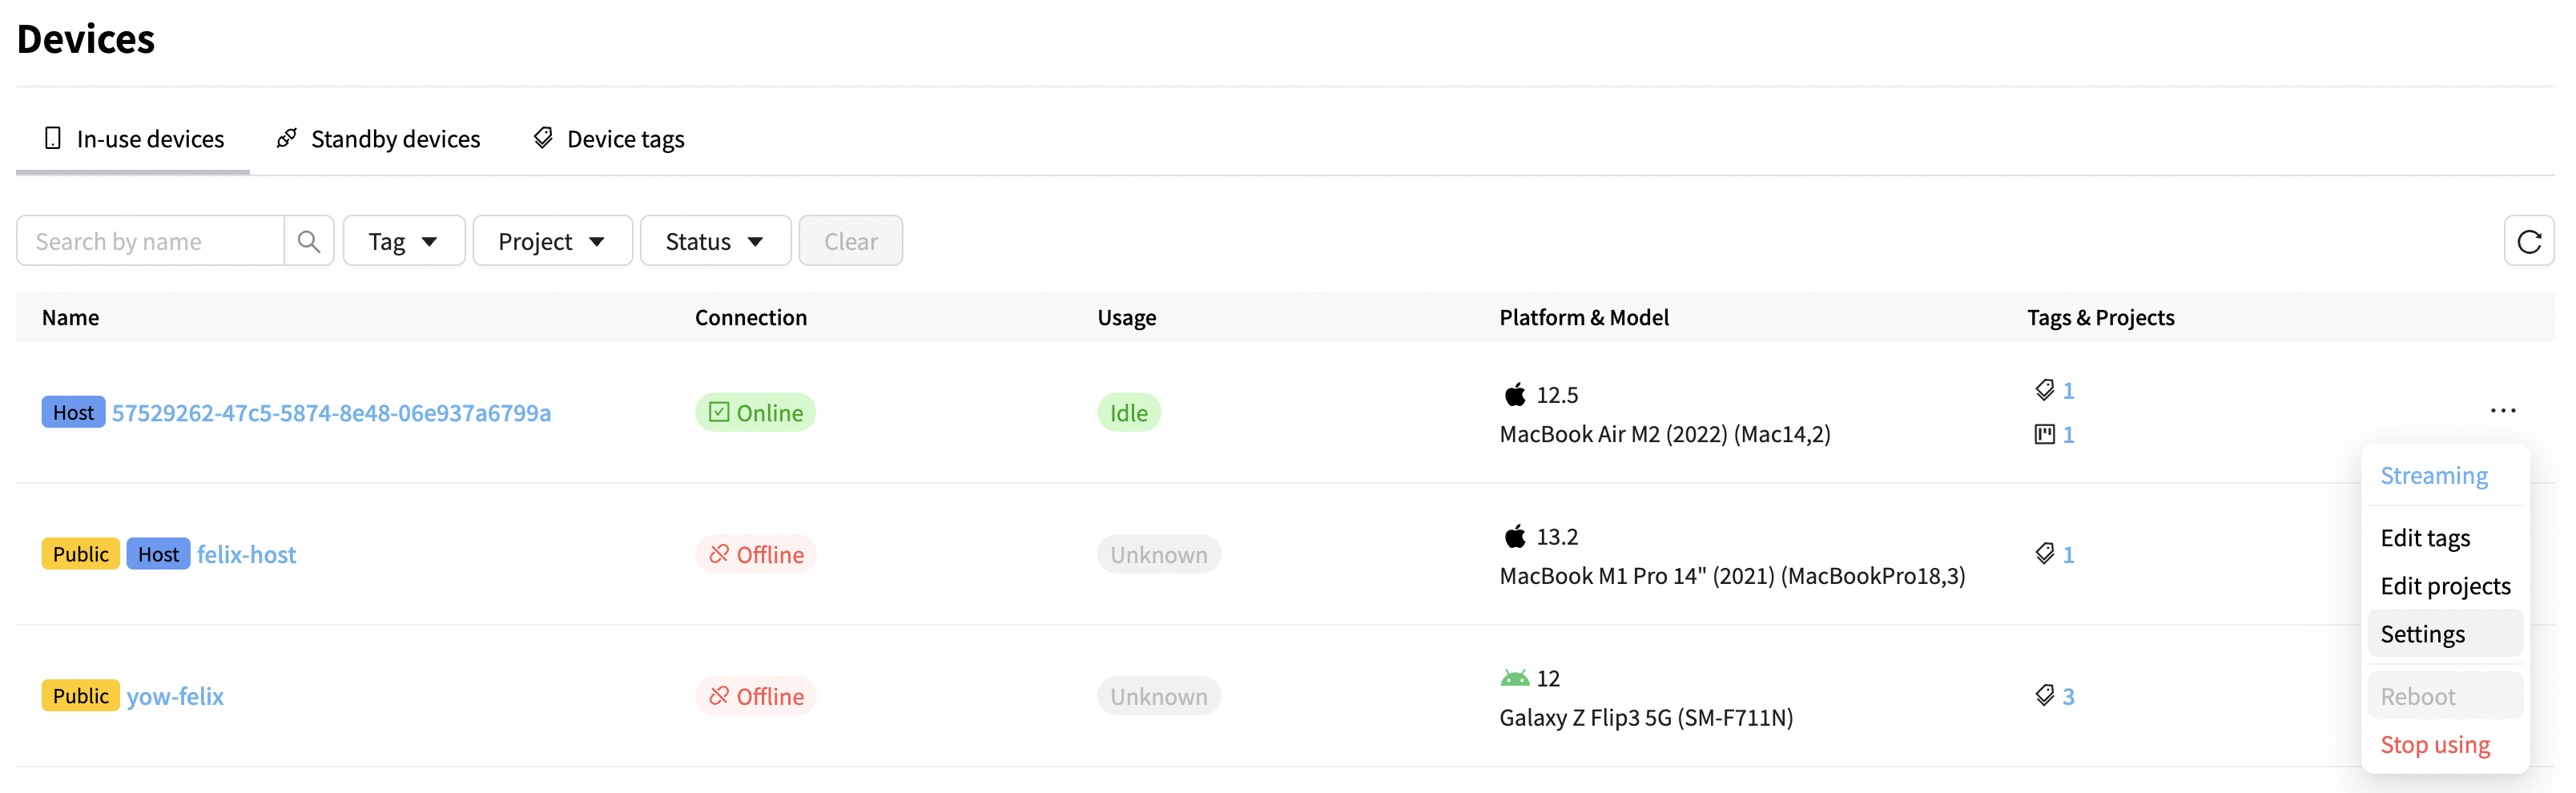 Devices
In-use devices Standby devices Device tags
Search by name Tag Project Status Clear
Name Connection Usage Platform & Model Tags & Projects
Host 57529262-47c5-5874-8e48-06e937a6799a Online Idle 12.5 1
MacBook Air M2 (2022) (Mac14,2) 1
...
Streaming
Edit tags
Edit projects
Settings
Reboot
Stop using
Public Host felix-host Offline Unknown 13.2 1
MacBook M1 Pro 14" (2021) (MacBookPro18,3)
Public yow-felix Offline Unknown 12 3
Galaxy Z Flip3 5G (SM-F711N)